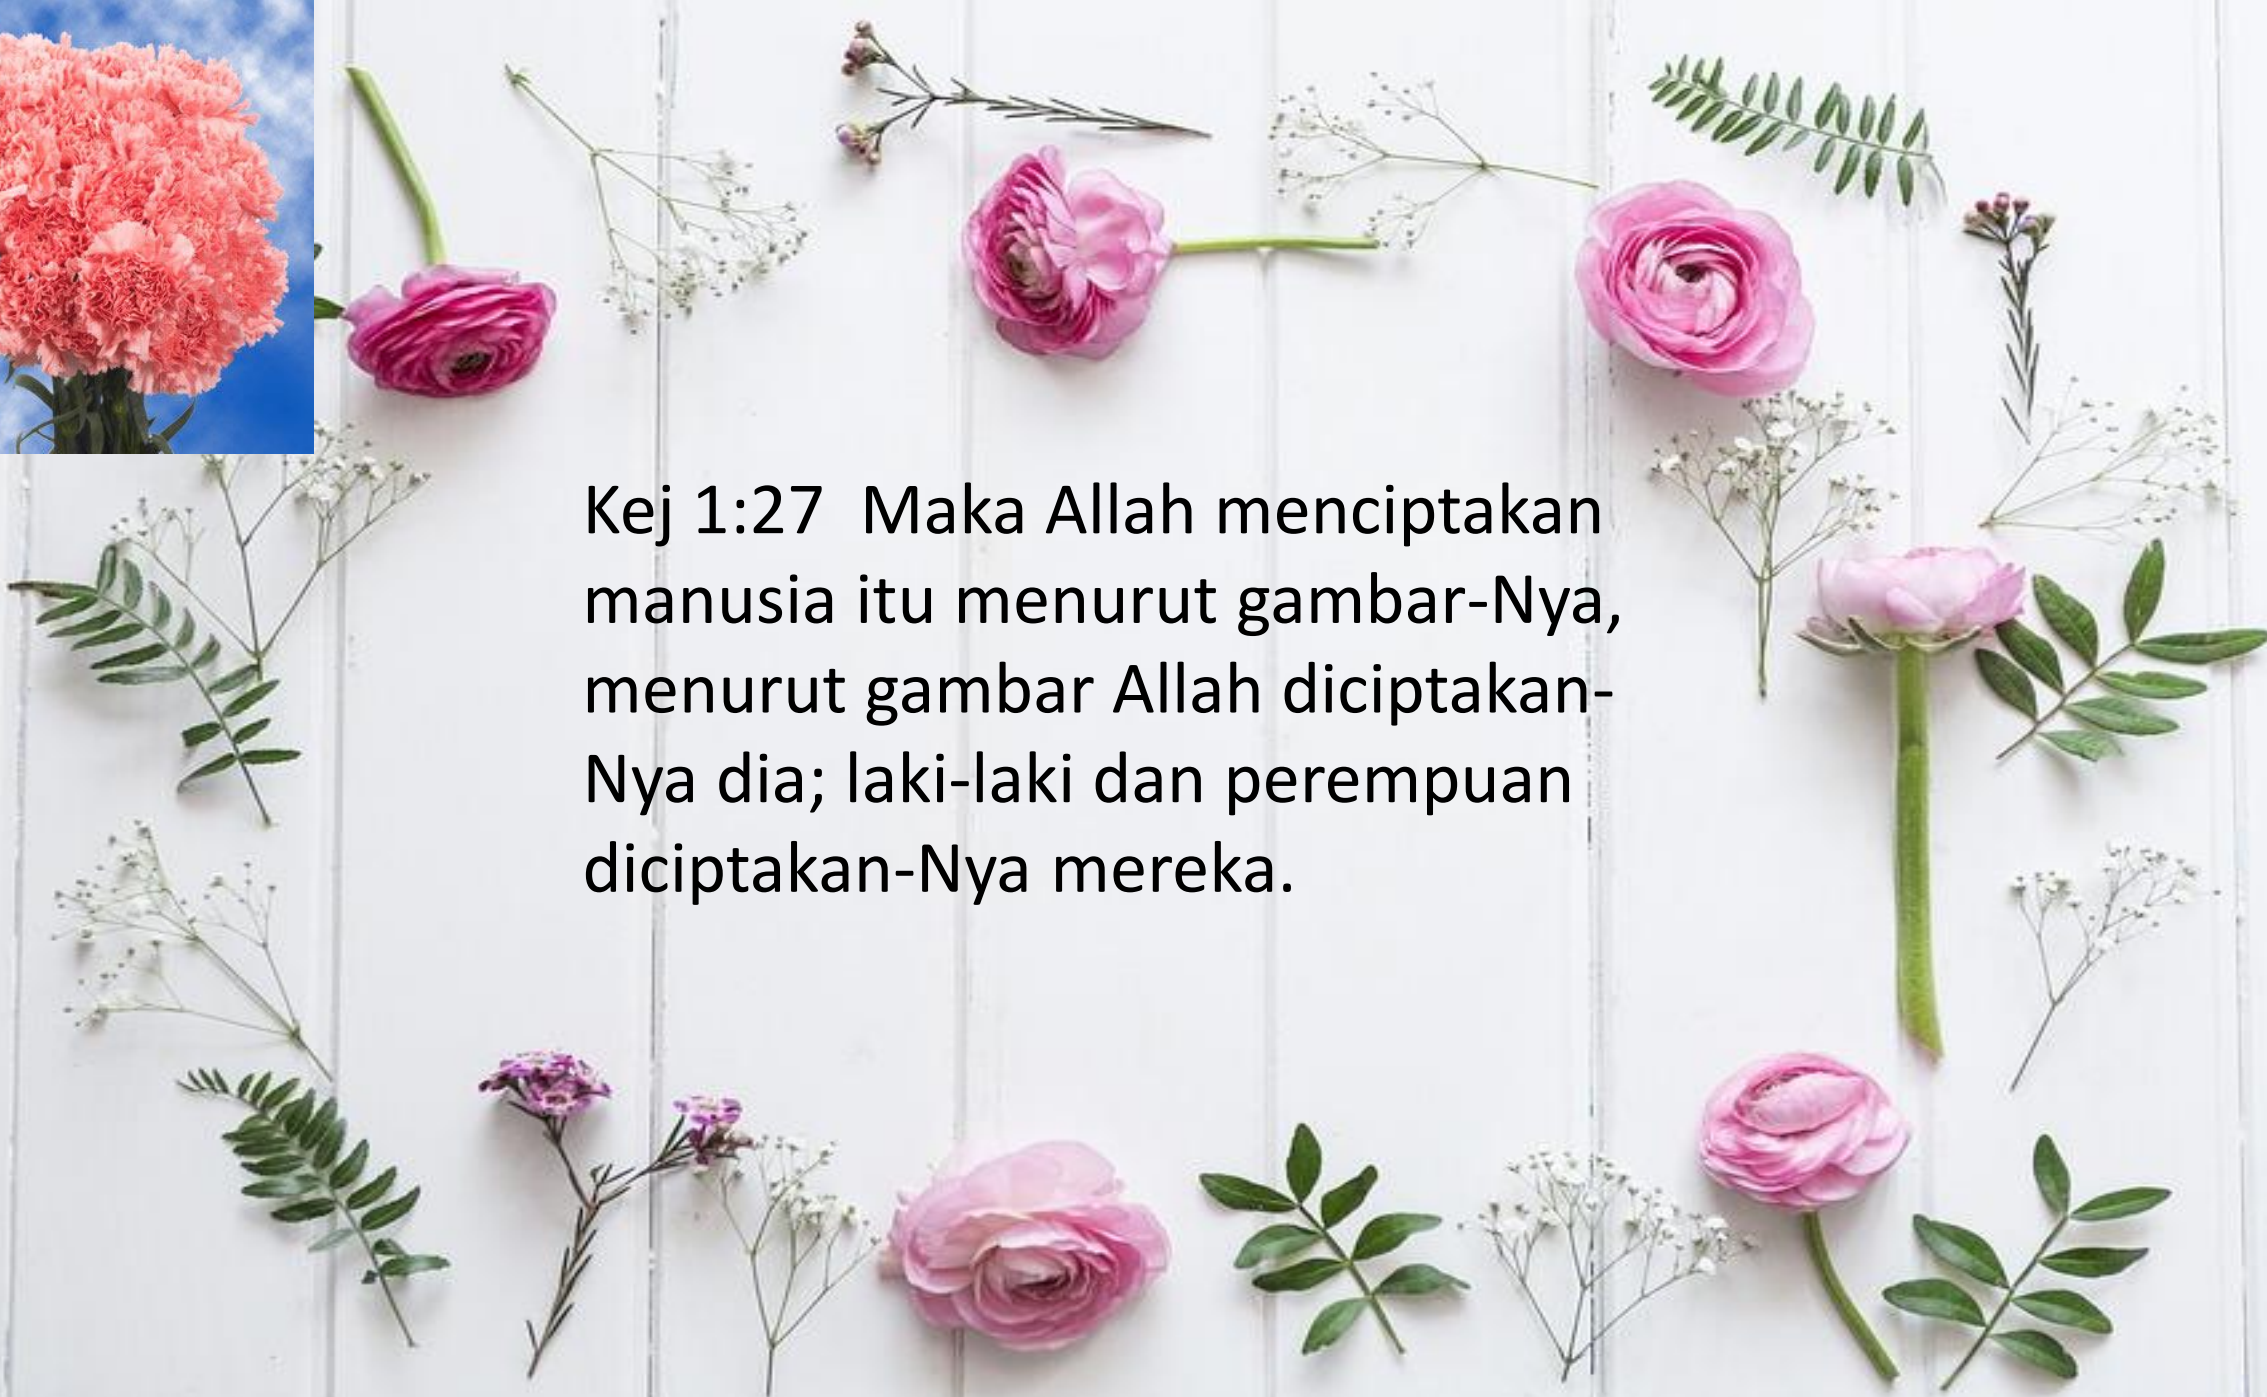 Kej 1:27  Maka Allah menciptakan
manusia itu menurut gambar-Nya,
menurut gambar Allah diciptakan-
Nya dia; laki-laki dan perempuan
diciptakan-Nya mereka.